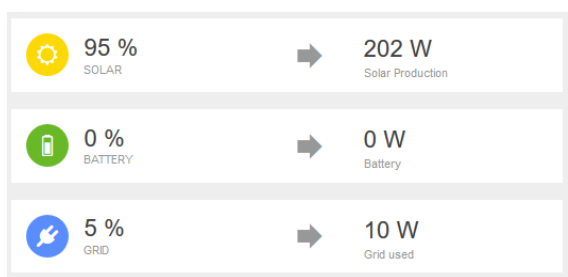 95 %
SOLAR
202 W
Solar Production
0 %
BATTERY
0 W
Battery
5 %
GRID
10 W
Grid used